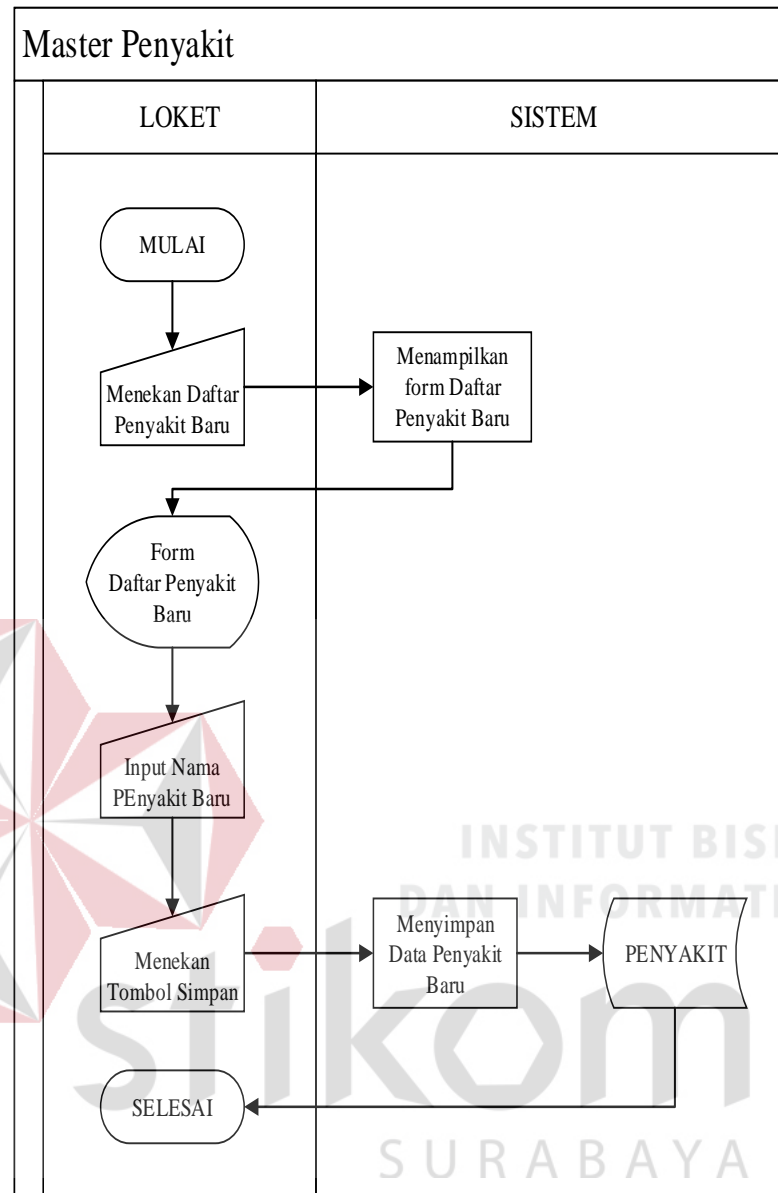 Master Penyakit
LOKET
SISTEM
MULAI
Menekan Daftar
Penyakit Baru
Menampilkan
form Daftar
Penyakit Baru
Form
Daftar Penyakit
Baru
Input Nama
PEnyakit Baru
INSTITUT BISI
DAN INFORMATI
Menekan
Tombol Simpan
Menyimpan
Data Penyakit
Baru
PENYAKIT
stikom
SELESAI
SURABAYA